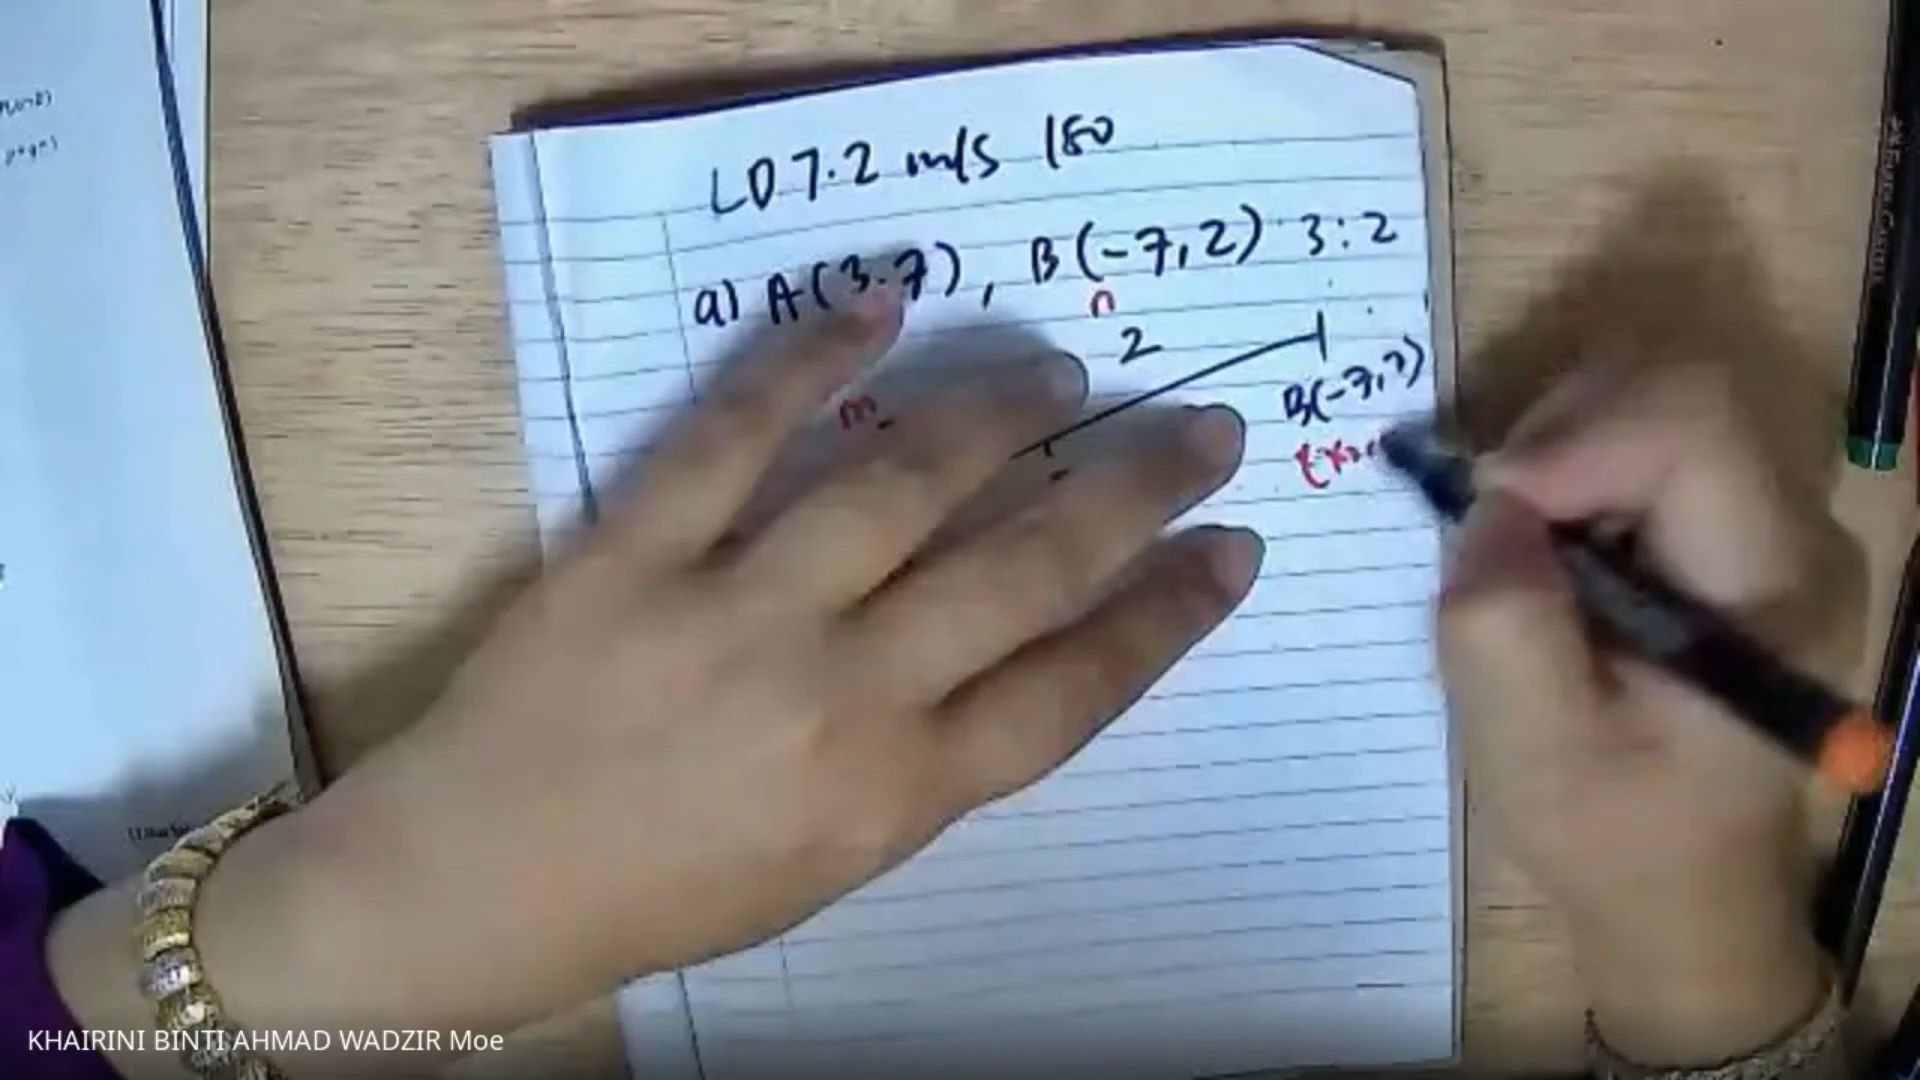 LD 7.2 m/s 180
a) A(3.7), B(-7,2) 3:2
n
2
m
B(-7,2)
KHAIRINI BINTI AHMAD WADZIR Moe